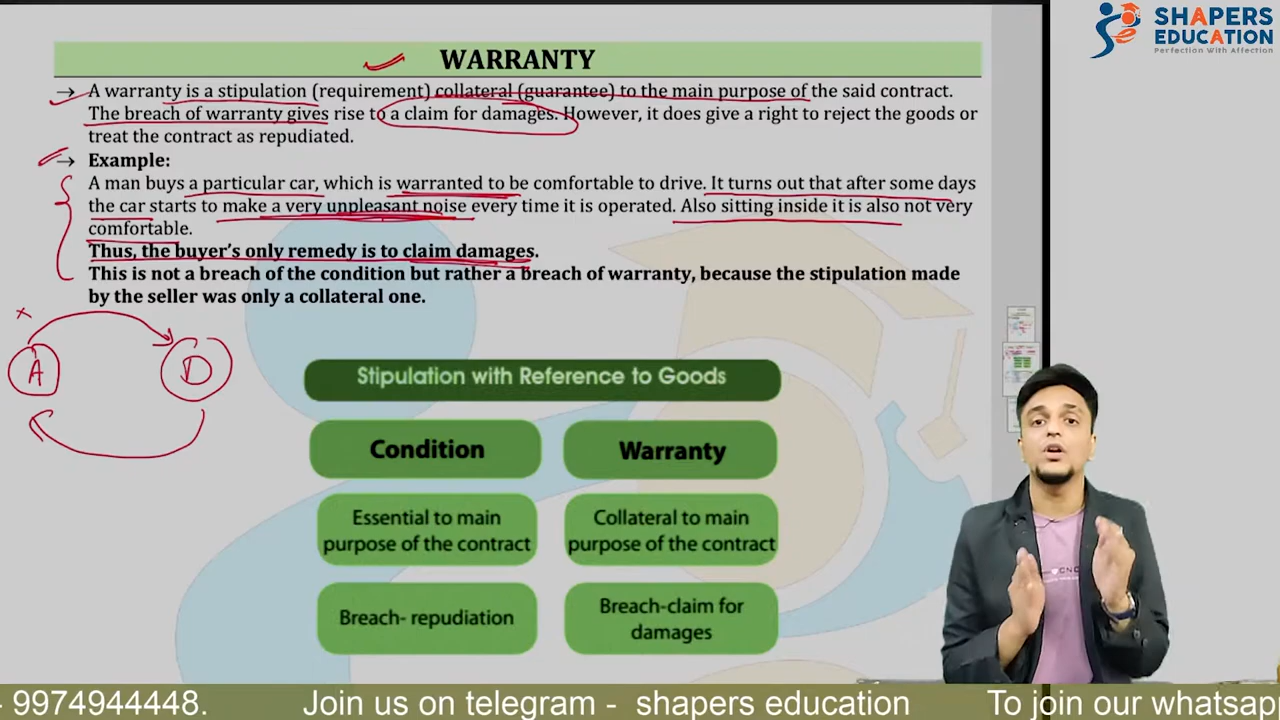 SHAPERS
EDUCATION
Perfection With Affection
WARRANTY
→ A warranty is a stipulation (requirement) collateral (guarantee) to the main purpose of the said contract.
The breach of warranty gives rise to a claim for damages. However, it does give a right to reject the goods or
treat the contract as repudiated.
→ Example:
A man buys a particular car, which is warranted to be comfortable to drive. It turns out that after some days
the car starts to make a very unpleasant noise every time it is operated. Also sitting inside it is also not very
comfortable.
Thus, the buyer's only remedy is to claim damages.
This is not a breach of the condition but rather a breach of warranty, because the stipulation made
by the seller was only a collateral one.
A D
Stipulation with Reference to Goods
Condition Warranty
Essential to main Collateral to main
purpose of the contract purpose of the contract
Breach- repudiation Breach-claim for
damages
- 9974944448. Join us on telegram - shapers education To join our whatsap